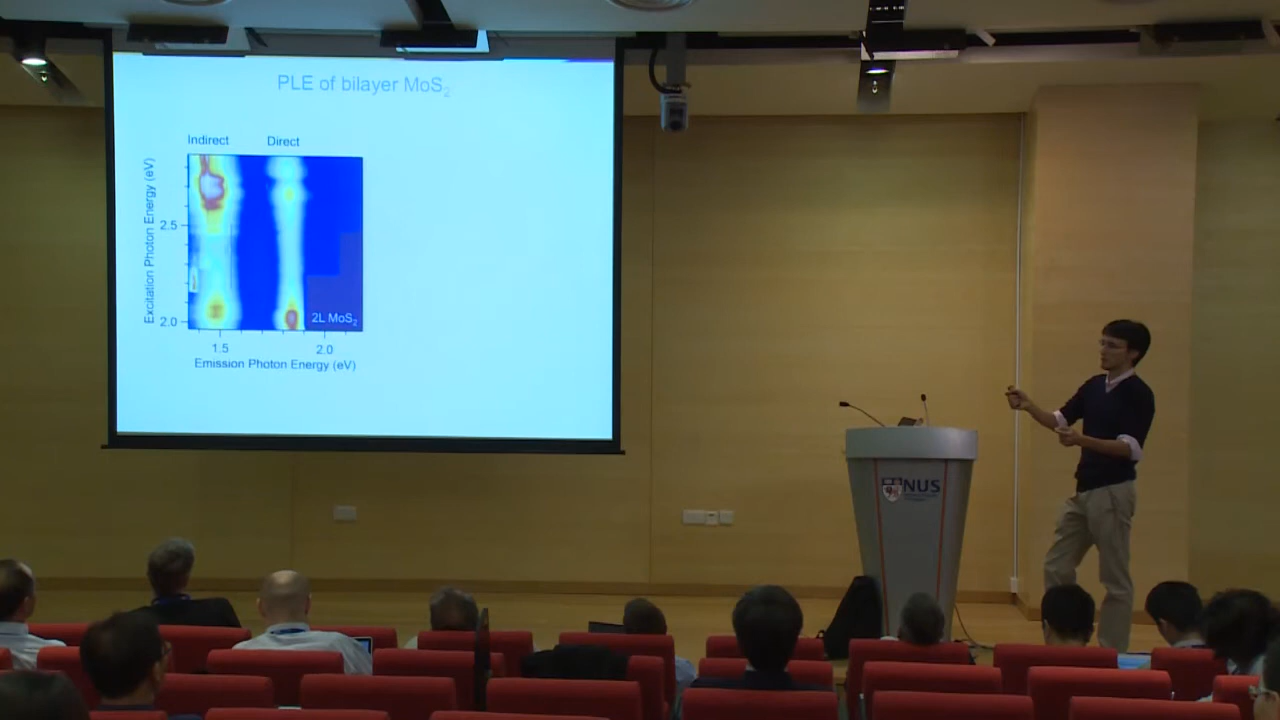 PLE of bilayer MoS2
Indirect Direct
Excitation Photon Energy (eV)
2.5
2.0
2L MoS2
1.5 2.0
Emission Photon Energy (eV)
NUS